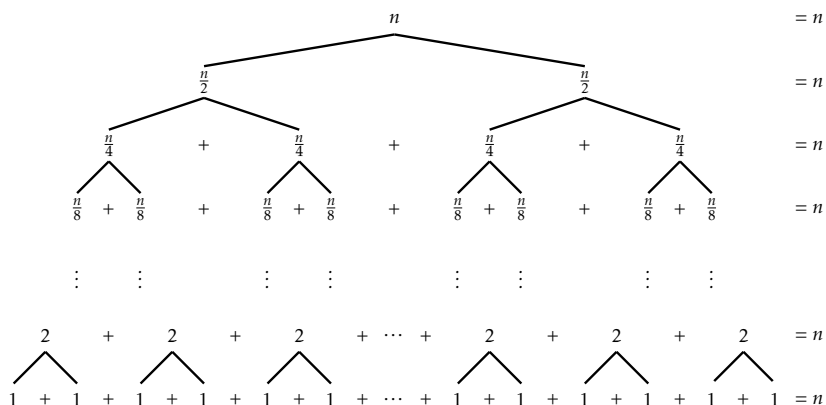 n = n
n/2 n/2 = n
n/4 + n/4 + n/4 + n/4 = n
n/8 + n/8 + n/8 + n/8 + n/8 + n/8 + n/8 + n/8 = n
⋮ ⋮ ⋮ ⋮ ⋮ ⋮ ⋮ ⋮
2 + 2 + 2 + ⋯ + 2 + 2 + 2 = n
1 + 1 + 1 + 1 + 1 + 1 + ⋯ + 1 + 1 + 1 + 1 + 1 + 1 = n